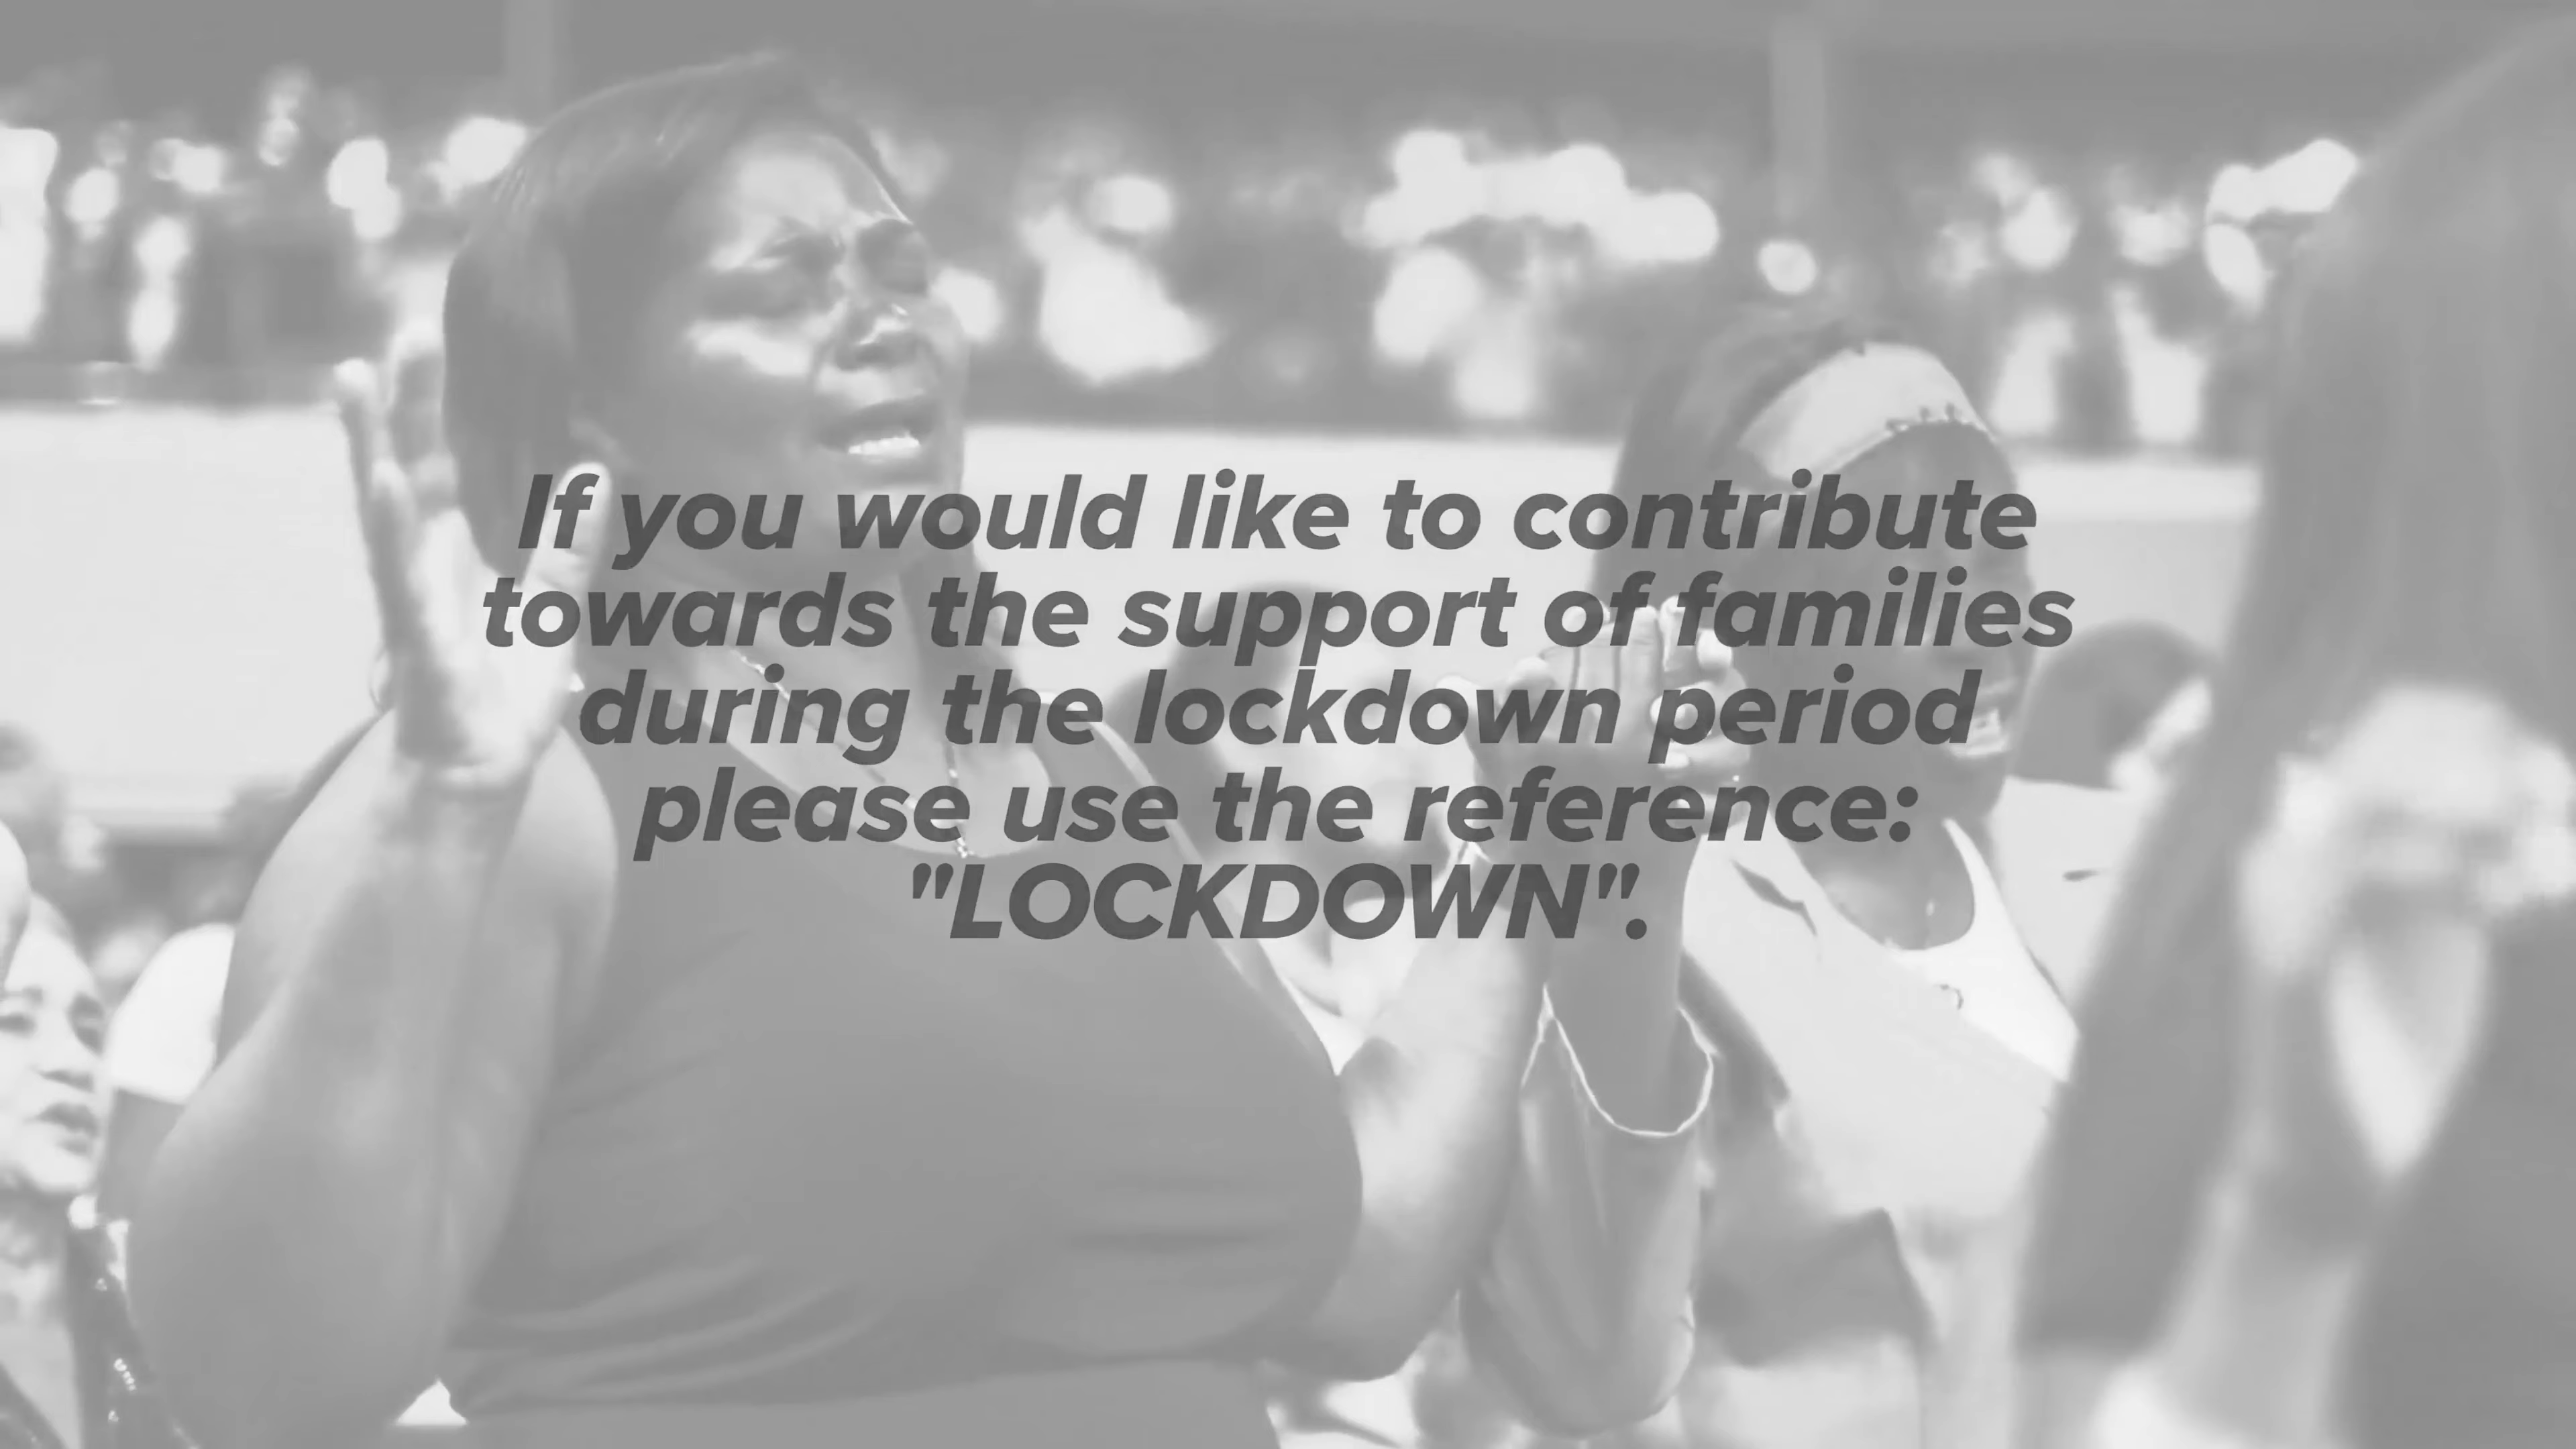 If you would like to contribute
towards the support of families
during the lockdown period
please use the reference:
"LOCKDOWN".